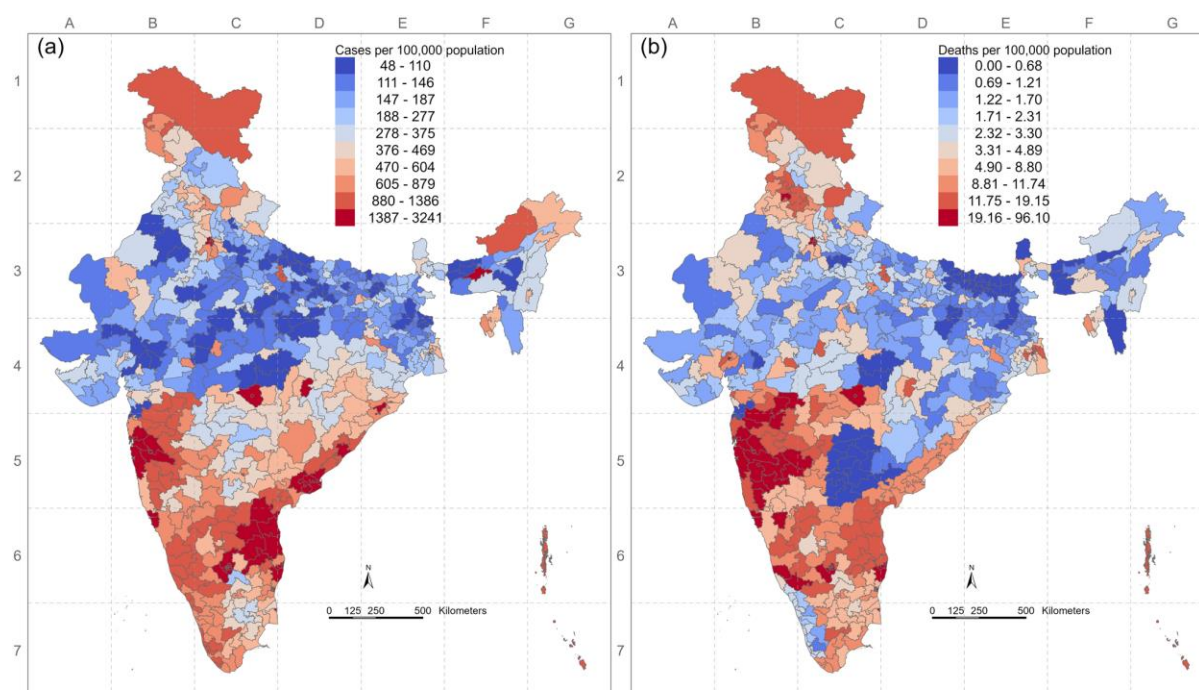 A B C D E F G
(a)
Cases per 100,000 population
48 - 110
111 - 146
147 - 187
188 - 277
278 - 375
376 - 469
470 - 604
605 - 879
880 - 1386
1387 - 3241
1
2
3
4
5
6
7
N
0 125 250 500 Kilometers
A B C D E F G
(b)
Deaths per 100,000 population
0.00 - 0.68
0.69 - 1.21
1.22 - 1.70
1.71 - 2.31
2.32 - 3.30
3.31 - 4.89
4.90 - 8.80
8.81 - 11.74
11.75 - 19.15
19.16 - 96.10
1
2
3
4
5
6
7
N
0 125 250 500 Kilometers